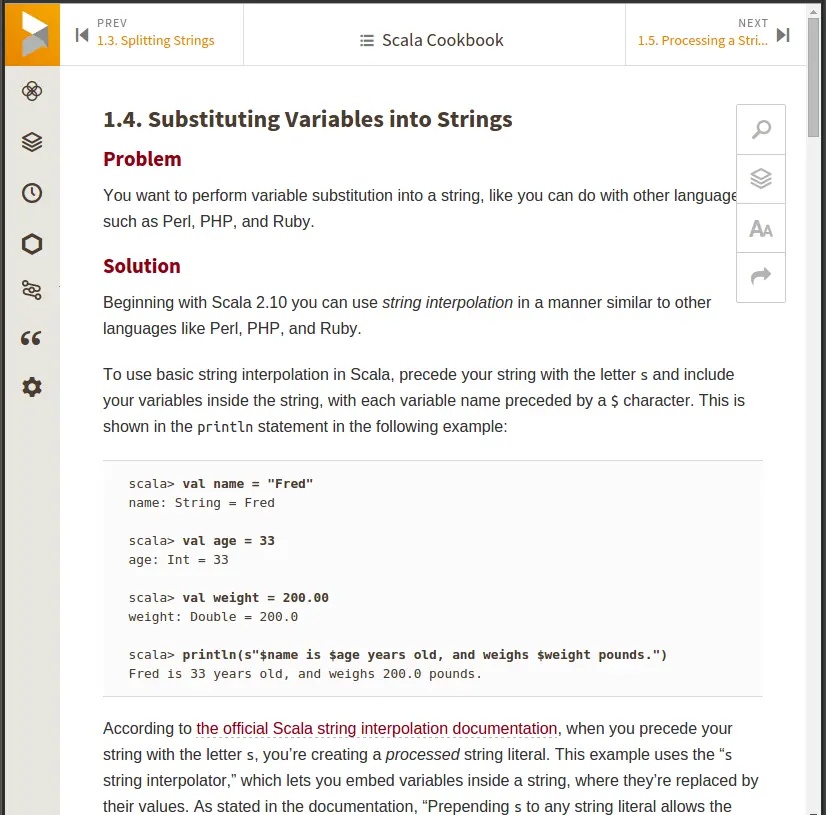 PREV
1.3. Splitting Strings
Scala Cookbook
NEXT
1.5. Processing a Stri...
1.4. Substituting Variables into Strings
Problem
You want to perform variable substitution into a string, like you can do with other language
such as Perl, PHP, and Ruby.
AA
Solution
Beginning with Scala 2.10 you can use string interpolation in a manner similar to other
languages like Perl, PHP, and Ruby.
To use basic string interpolation in Scala, precede your string with the letter s and include
your variables inside the string, with each variable name preceded by a $ character. This is
shown in the println statement in the following example:
scala> val name = "Fred"
name: String = Fred
scala> val age = 33
age: Int = 33
scala> val weight = 200.00
weight: Double = 200.0
scala> println(s"$name is $age years old, and weighs $weight pounds.")
Fred is 33 years old, and weighs 200.0 pounds.
According to the official Scala string interpolation documentation, when you precede your
string with the letter s, you’re creating a processed string literal. This example uses the “s
string interpolator,” which lets you embed variables inside a string, where they’re replaced by
their values. As stated in the documentation, “Prepending s to any string literal allows the